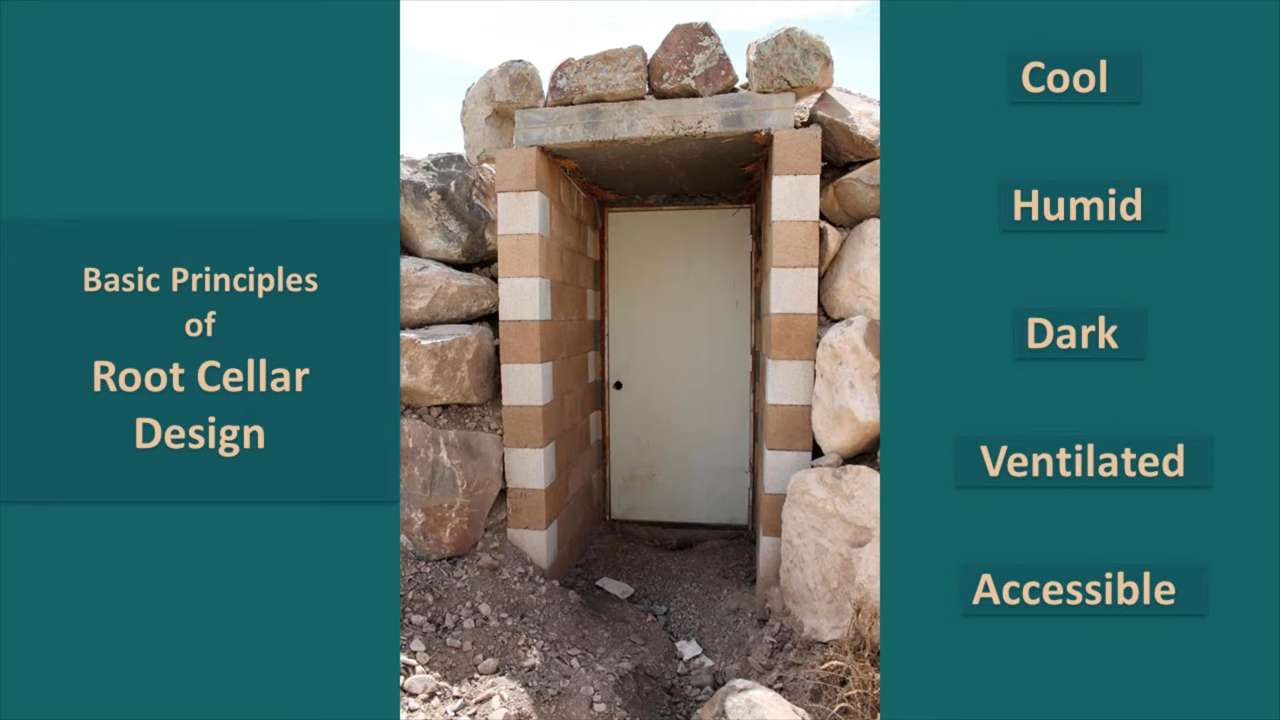 Basic Principles
of
Root Cellar
Design
Cool
Humid
Dark
Ventilated
Accessible